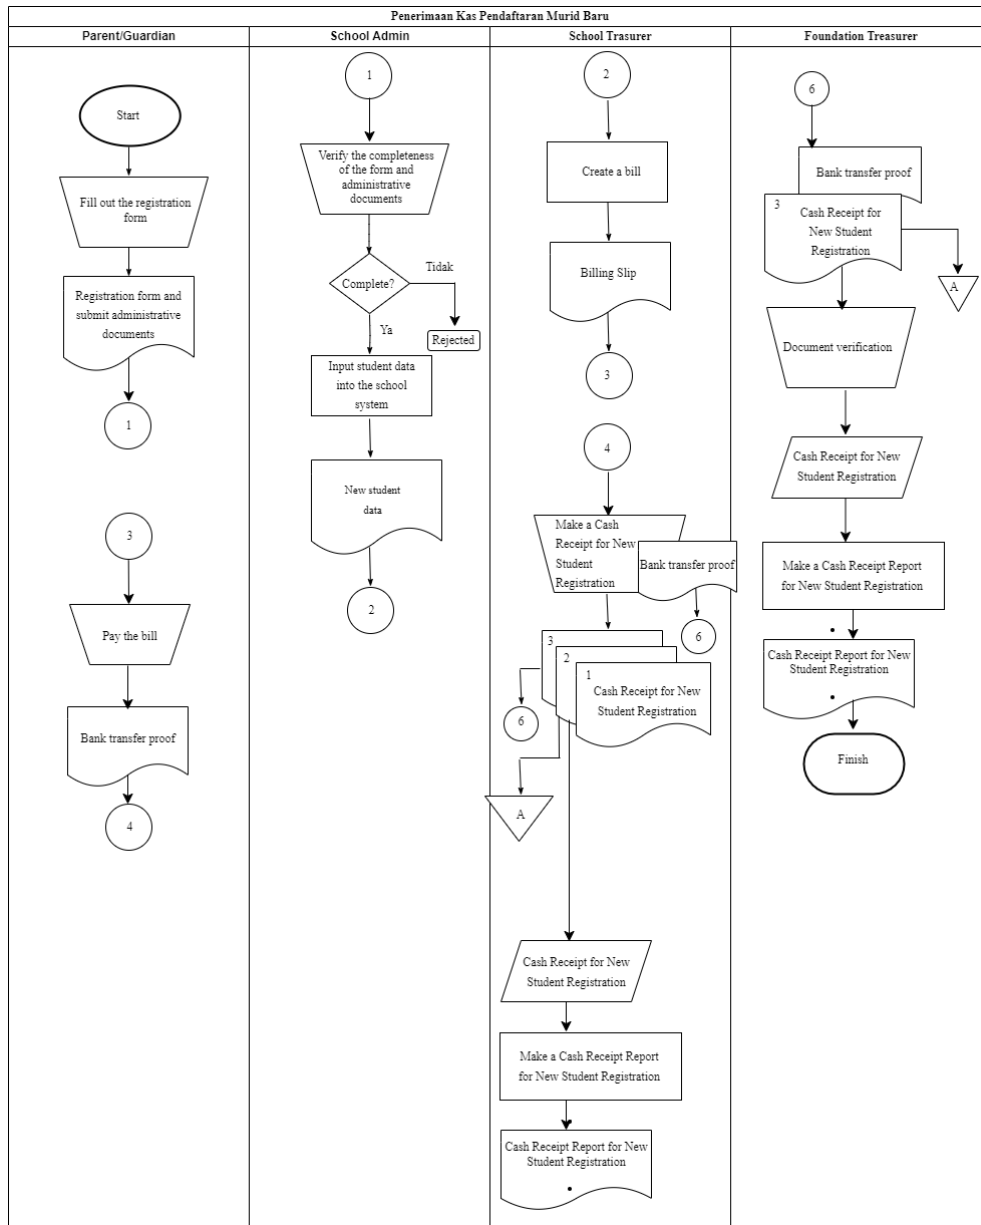 Penerimaan Kas Pendaftaran Murid Baru
Parent/Guardian
School Admin
School Trasurer
Foundation Treasurer
Start
Fill out the registration
form
Registration form and
submit administrative
documents
1
3
Pay the bill
Bank transfer proof
4
1
Verify the completeness
of the form and
administrative
documents
Complete?
Tidak
Rejected
Ya
Input student data
into the school
system
New student
data
2
2
Create a bill
Billing Slip
3
4
Make a Cash
Receipt for New
Student
Registration
Bank transfer proof
6
3
2
1
Cash Receipt for New
Student Registration
6
A
Cash Receipt for New
Student Registration
Make a Cash Receipt Report
for New Student Registration
Cash Receipt Report for New
Student Registration
6
Bank transfer proof
3
Cash Receipt for
New Student
Registration
A
Document verification
Cash Receipt for New
Student Registration
Make a Cash Receipt Report
for New Student Registration
Cash Receipt Report for New
Student Registration
Finish